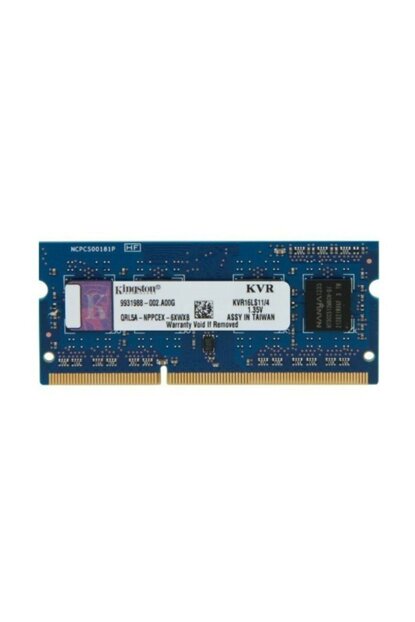 NCPCS00181P HF
Kingston KVR
9931988-002.A00G KVR16LS11/4
1.35V
QRL5A-NPPCEX-6XWX8 ASSY IN TAIWAN
Warranty Void If Removed